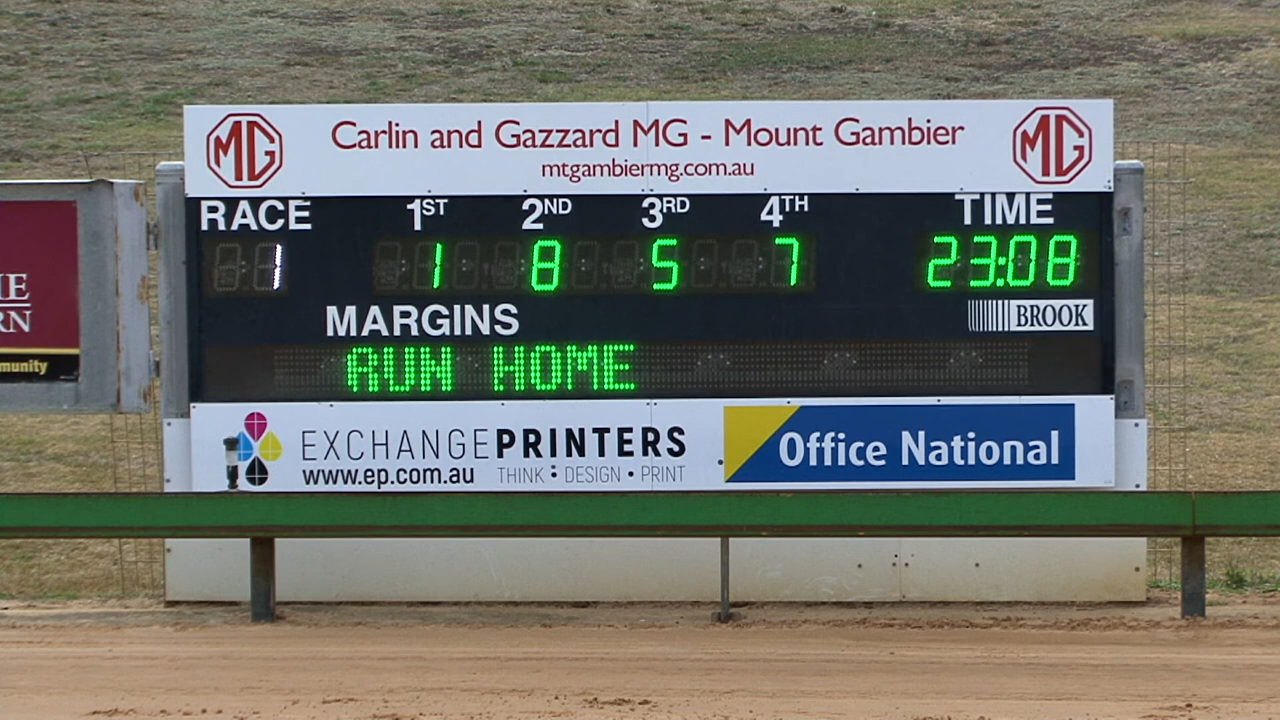 MG Carlin and Gazzard MG - Mount Gambier MG
mtgambiermg.com.au
RACE 1ST 2ND 3RD 4TH TIME
1 1 8 5 7 23:08
MARGINS BROOK
RUN HOME
EXCHANGEPRINTERS
www.ep.com.au THINK : DESIGN • PRINT
Office National